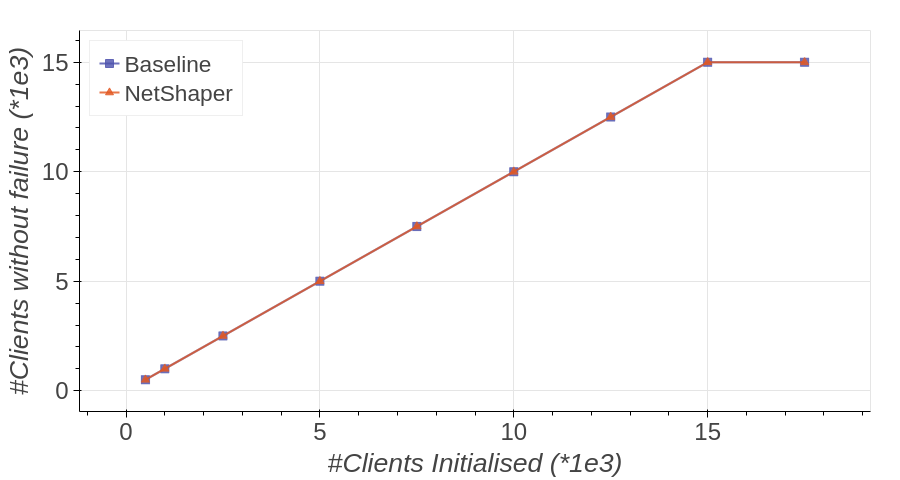 #Clients without failure (*1e3)
15
10
5
0
Baseline
NetShaper
0 5 10 15
#Clients Initialised (*1e3)